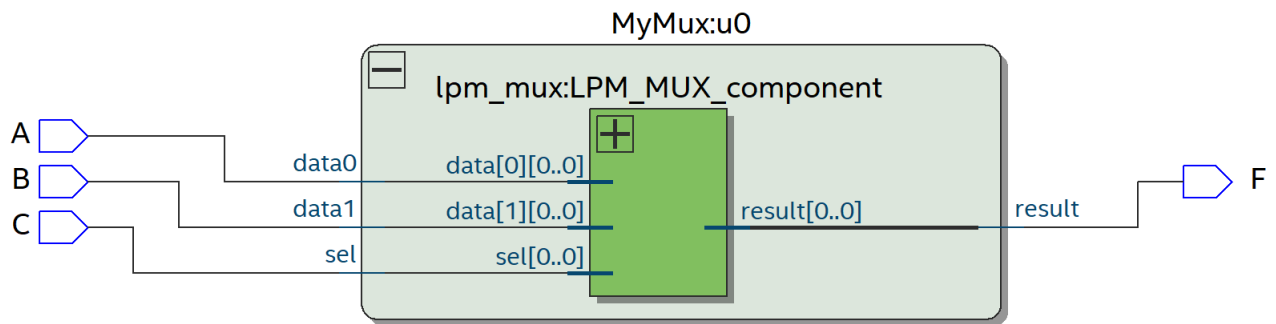 MyMux:u0
lpm_mux:LPM_MUX_component
A
data0
data[0][0..0]
B
data1
data[1][0..0]
result[0..0]
result
F
C
sel
sel[0..0]